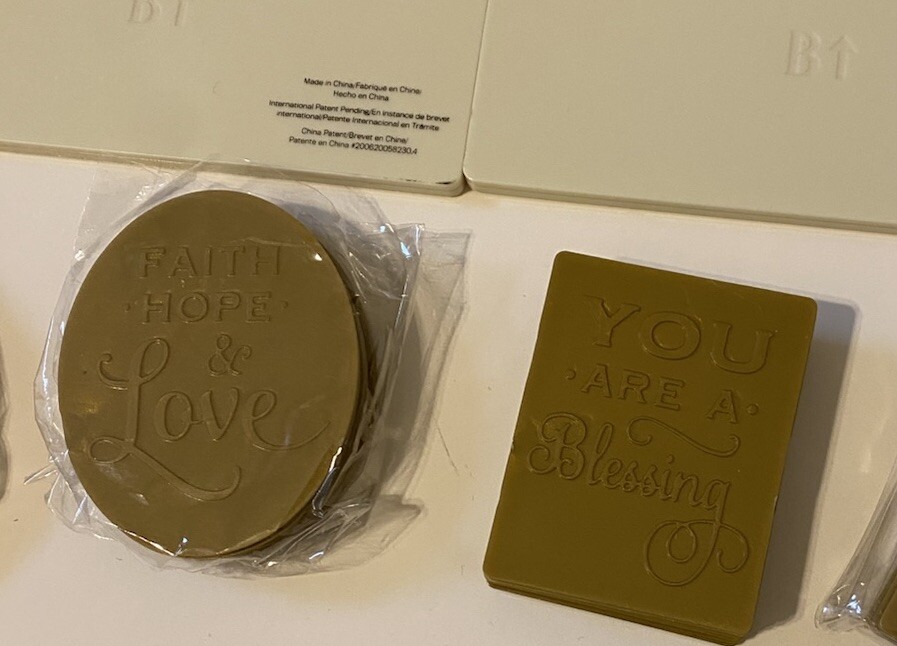 B↑
B↑
Made in China/Fabriqué en Chine/
Hecho en China
International Patent Pending/En instance de brevet
international/Patente Internacional en Trámite
China Patent/Brevet en Chine/
Patente en China #200620058230.4
FAITH
·HOPE·
&
Love
YOU
·ARE A·
Blessing